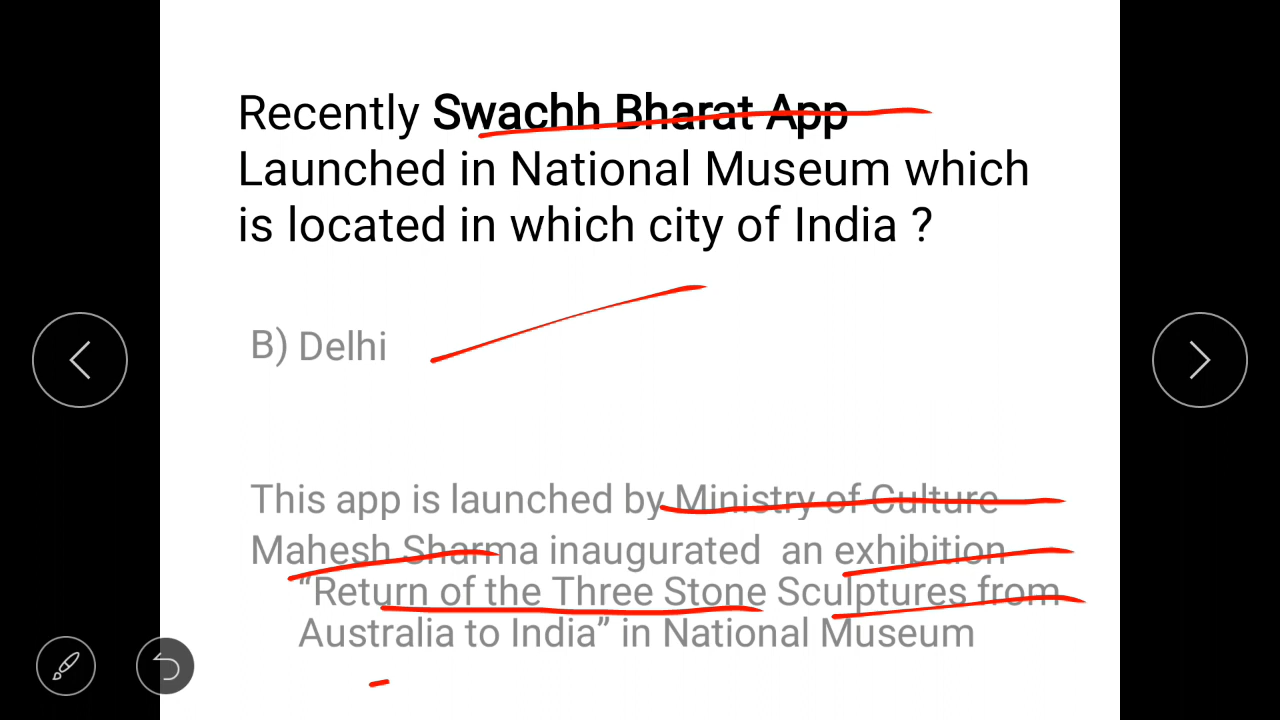 Recently Swachh Bharat App
Launched in National Museum which
is located in which city of India ?
B) Delhi
This app is launched by Ministry of Culture
Mahesh Sharma inaugurated an exhibition
“Return of the Three Stone Sculptures from
Australia to India” in National Museum